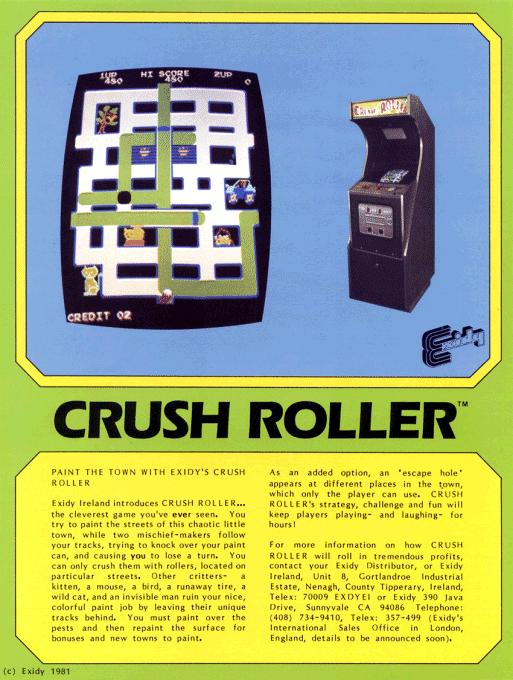 1UP HI SCORE 2UP
480 480 0
CREDIT 02
CRUSH ROLLER
Exidy
CRUSH ROLLER™
PAINT THE TOWN WITH EXIDY'S CRUSH
ROLLER
Exidy Ireland introduces CRUSH ROLLER...
the cleverest game you've ever seen. You
try to paint the streets of this chaotic little
town, while two mischief-makers follow
your tracks, trying to knock over your paint
can, and causing you to lose a turn. You
can only crush them with rollers, located on
particular streets. Other critters- a
kitten, a mouse, a bird, a runaway tire, a
wild cat, and an invisible man ruin your nice,
colorful paint job by leaving their unique
tracks behind. You must paint over the
pests and then repaint the surface for
bonuses and new towns to paint.
As an added option, an 'escape hole'
appears at different places in the town,
which only the player can use. CRUSH
ROLLER's strategy, challenge and fun will
keep players playing- and laughing- for
hours!
For more information on how CRUSH
ROLLER will roll in tremendous profits,
contact your Exidy Distributor, or Exidy
Ireland, Unit 8, Gortlandroe Industrial
Estate, Nenagh, County Tipperary, Ireland,
Telex: 70009 EXDYEI or Exidy 390 Java
Drive, Sunnyvale CA 94086 Telephone:
(408) 734-9410, Telex: 357-499 (Exidy's
International Sales Office in London,
England, details to be announced soon).
(c) Exidy 1981